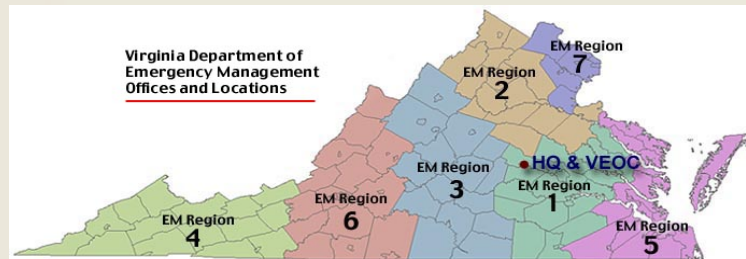 Virginia Department of
Emergency Management
Offices and Locations
EM Region
7
EM Region
2
HQ & VEOC
EM Region
3
EM Region
1
EM Region
6
EM Region
4
EM Region
5